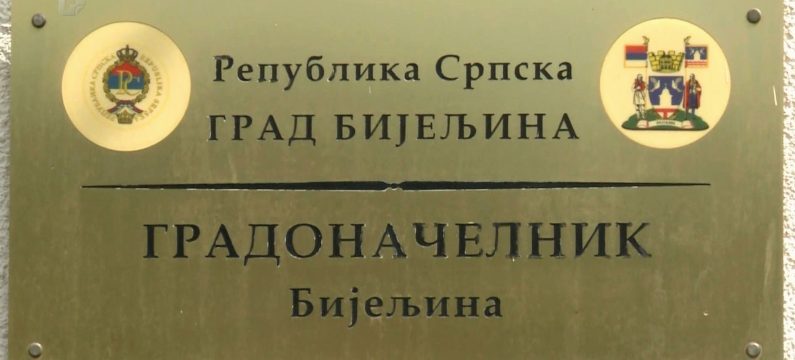 Република Српска
ГРАД БИЈЕЉИНА
ГРАДОНАЧЕЛНИК
Бијељина